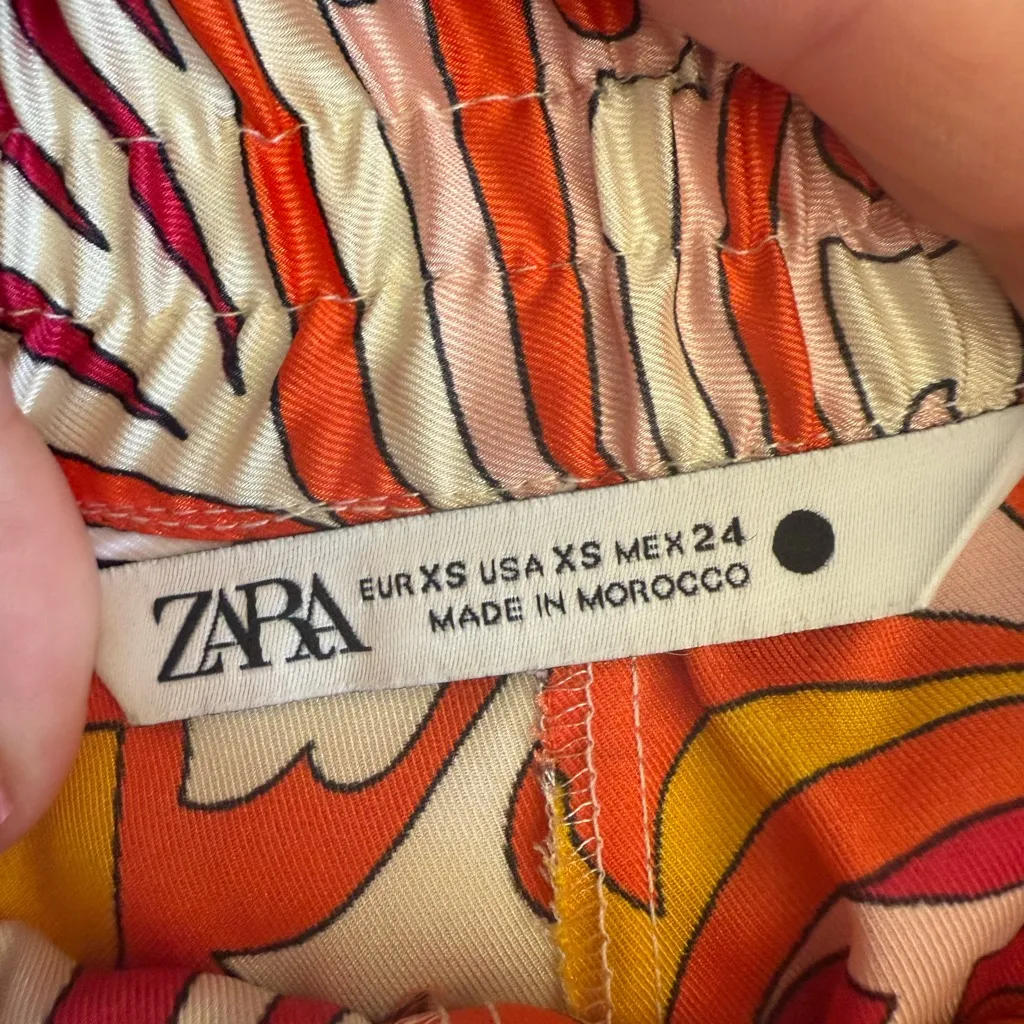 ZARA
EUR XS USA XS MEX 24
MADE IN MOROCCO